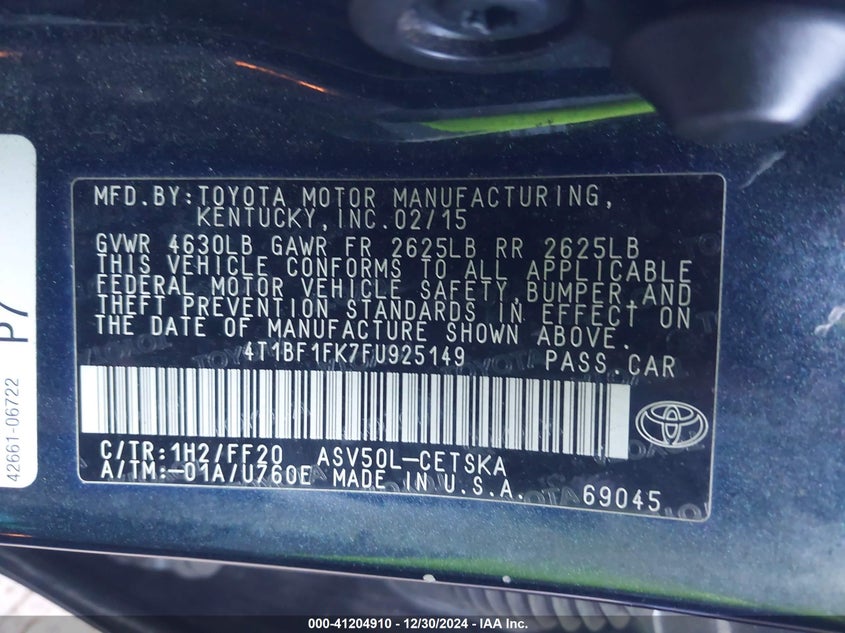 MFD.BY:TOYOTA MOTOR MANUFACTURING,
KENTUCKY,INC.02/15
GVWR 4630LB GAWR FR 2625LB RR 2625LB
THIS VEHICLE CONFORMS TO ALL APPLICABLE
FEDERAL MOTOR VEHICLE SAFETY,BUMPER,AND
THEFT PREVENTION STANDARDS IN EFFECT ON
THE DATE OF MANUFACTURE SHOWN ABOVE.
4T1BF1FK7FU925149 PASS.CAR
C/TR:1H2/FF20 ASV50L-CETSKA
A/TM:-01A/U760E MADE IN U.S.A.
69045
P7
42661-06722
000-41204910 - 12/30/2024 - IAA Inc.